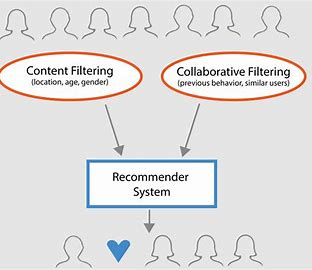 Content Filtering
(location, age, gender)
Collaborative Filtering
(previous behavior, similar users)
Recommender
System